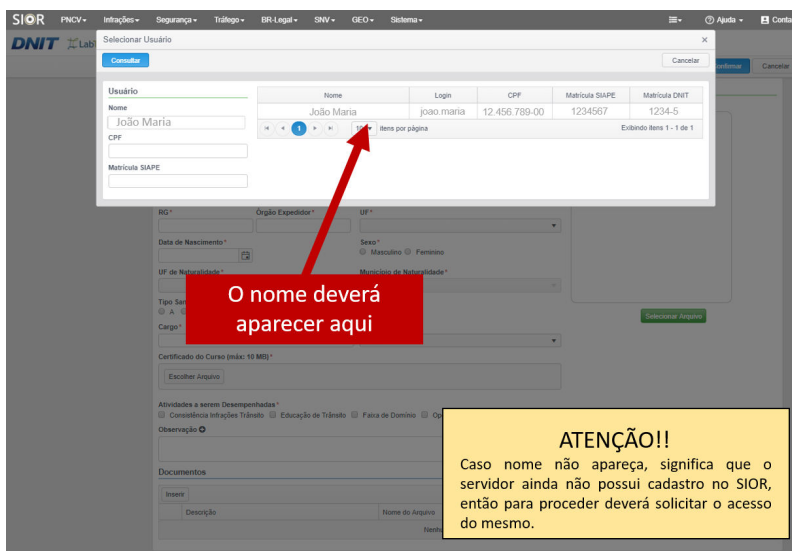 SIOR PNCV Infrações Segurança Tráfego BR-Legal SNV GEO Sistema Ajuda Conta
DNIT Lab
Selecionar Usuário ×
Consultar Cancelar
Confirmar Cancelar
Usuário
Nome
João Maria
CPF
Matrícula SIAPE
Nome Login CPF Matrícula SIAPE Matrícula DNIT
João Maria joao.maria 12.456.789-00 1234567 1234-5
1 10 itens por página Exibindo itens 1 - 1 de 1
RG* Órgão Expedidor* UF*
Data de Nascimento* Sexo*
Masculino Feminino
UF de Naturalidade* Município de Naturalidade*
Tipo San
A
Cargo*
O nome deverá
aparecer aqui
Selecionar Arquivo
Certificado do Curso (máx: 10 MB)*
Escolher Arquivo
Atividades a serem Desempenhadas*
Consistência Infrações Trânsito Educação de Trânsito Faixa de Domínio Op
Observação
Documentos
Inserir
Descrição Nome do Arquivo
Nenh
ATENÇÃO!!
Caso nome não apareça, significa que o
servidor ainda não possui cadastro no SIOR,
então para proceder deverá solicitar o acesso
do mesmo.